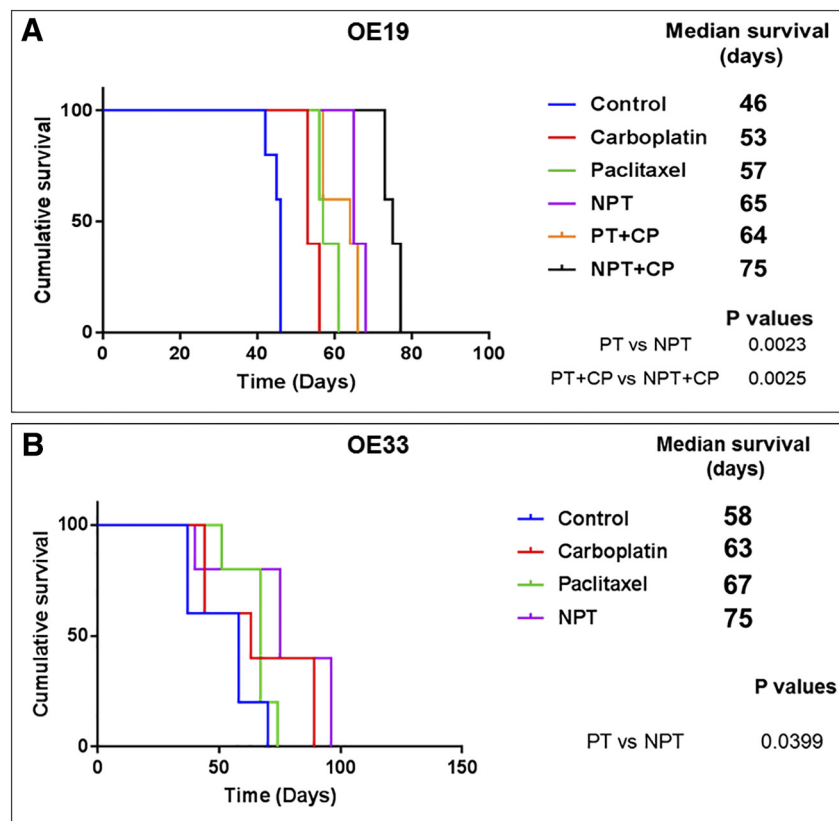 A
OE19
Median survival
(days)
Control 46
Carboplatin 53
Paclitaxel 57
NPT 65
PT+CP 64
NPT+CP 75
P values
PT vs NPT 0.0023
PT+CP vs NPT+CP 0.0025
Cumulative survival
100
50
0
0 20 40 60 80 100
Time (Days)
B
OE33
Median survival
(days)
Control 58
Carboplatin 63
Paclitaxel 67
NPT 75
P values
PT vs NPT 0.0399
Cumulative survival
100
50
0
0 50 100 150
Time (Days)